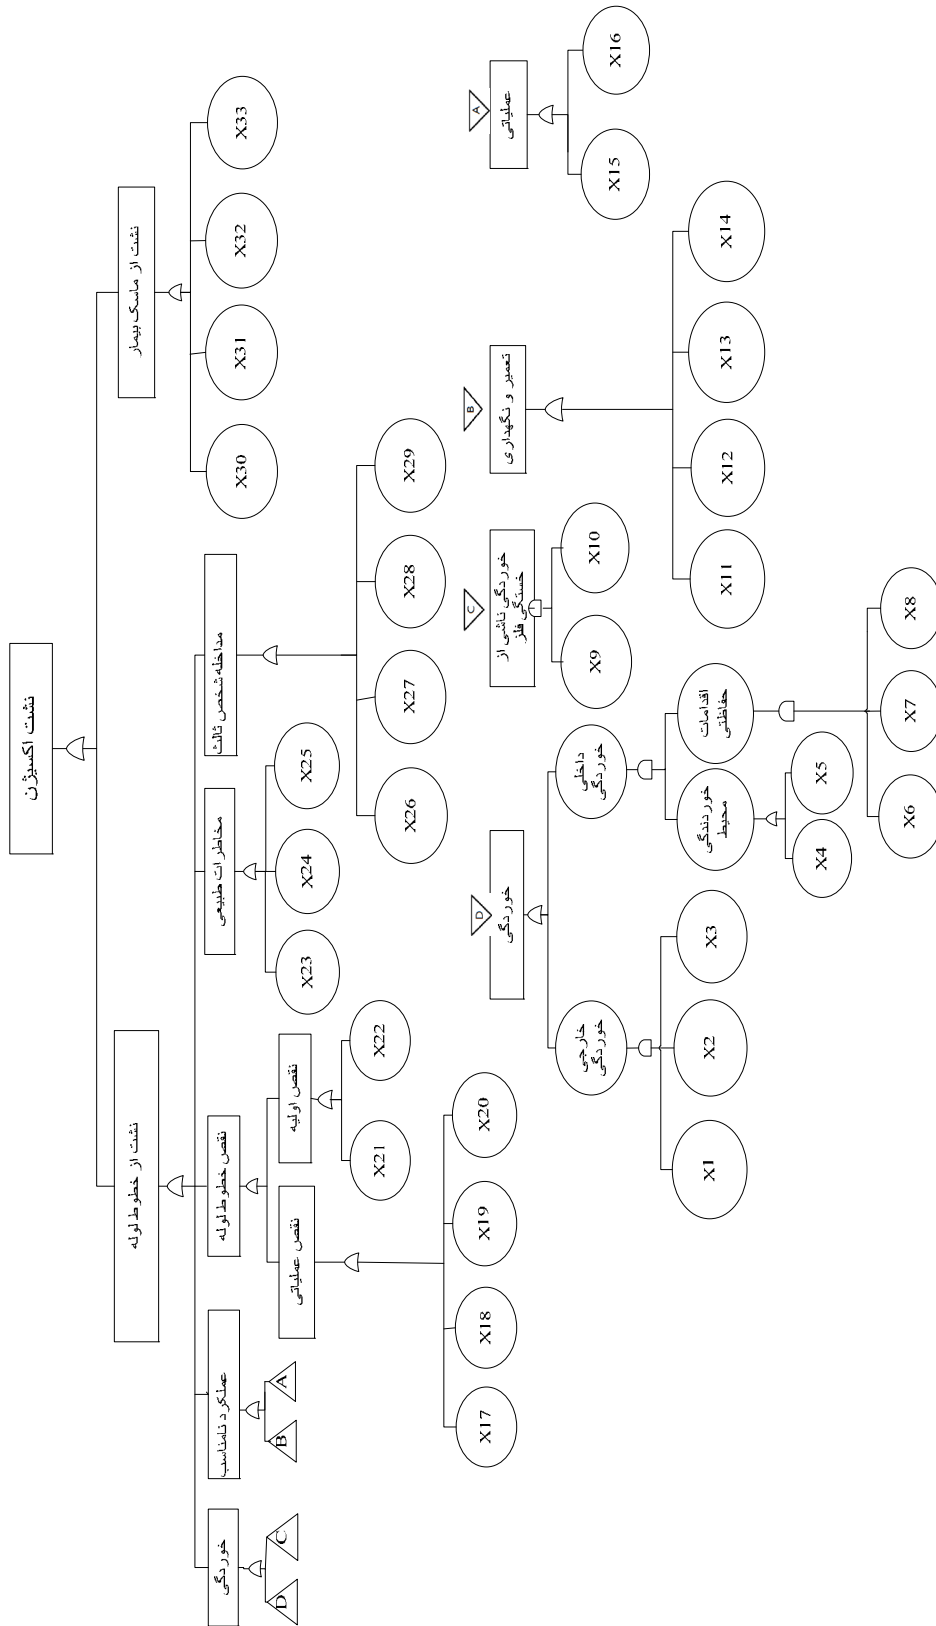 نشت اکسیژن
نشت از خطوط لوله
نشت از ماسک بیمار
خوردگی
عملکرد نامناسب
نقص خطوط لوله
مخاطرات طبیعی
مداخله شخص ثالث
X30
X31
X32
X33
D
C
B
A
نقص عملیاتی
نقص اولیه
X23
X24
X25
X21
X22
X26
X27
X28
X29
X17
X18
X19
X20
D
خوردگی
C
خوردگی ناشی از
خستگی فلز
B
تعمیر و نگهداری
A
عملیاتی
خوردگی
خارجی
خوردگی
داخلی
X9
X10
X15
X16
محیط
خوردندگی
اقدامات
حفاظتی
X1
X2
X3
X4
X5
X6
X7
X8
X11
X12
X13
X14